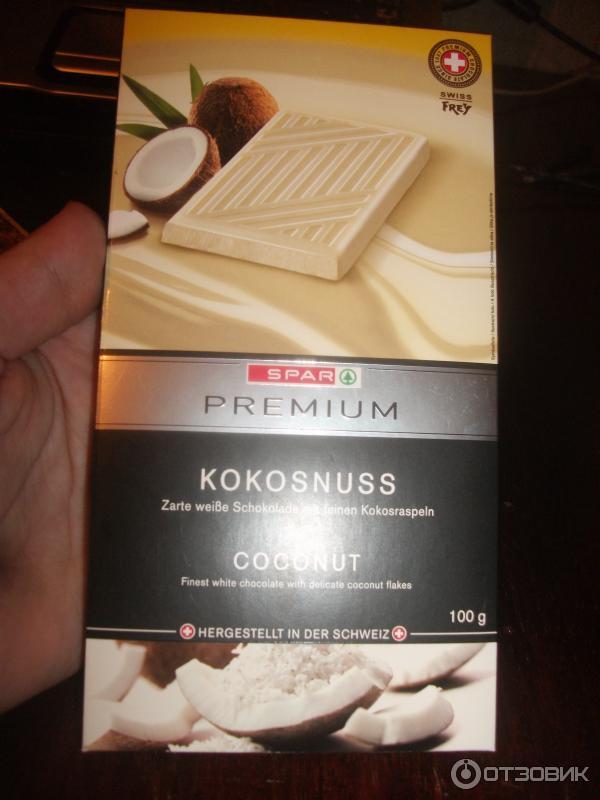 SWISS
FREY
SPAR
PREMIUM
KOKOSNUSS
Zarte weiße Schokolade mit feinen Kokosraspeln
COCONUT
Finest white chocolate with delicate coconut flakes
100 g
HERGESTELLT IN DER SCHWEIZ
ОТЗОВИК